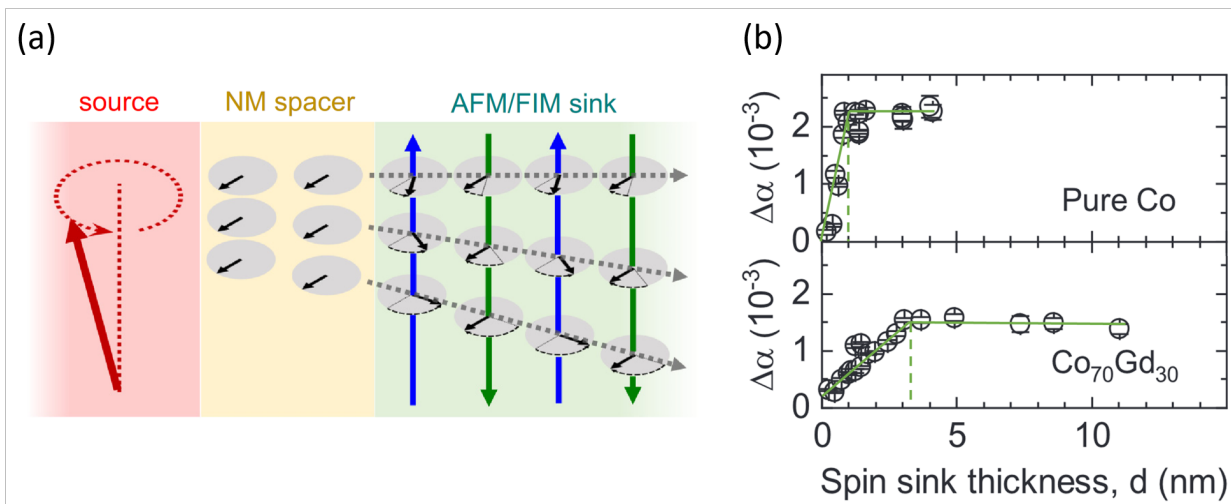 (a)
source
NM spacer
AFM/FIM sink
(b)
Δα (10⁻³)
2
1
0
Pure Co
Δα (10⁻³)
2
1
0
Co₇₀Gd₃₀
0 5 10
Spin sink thickness, d (nm)